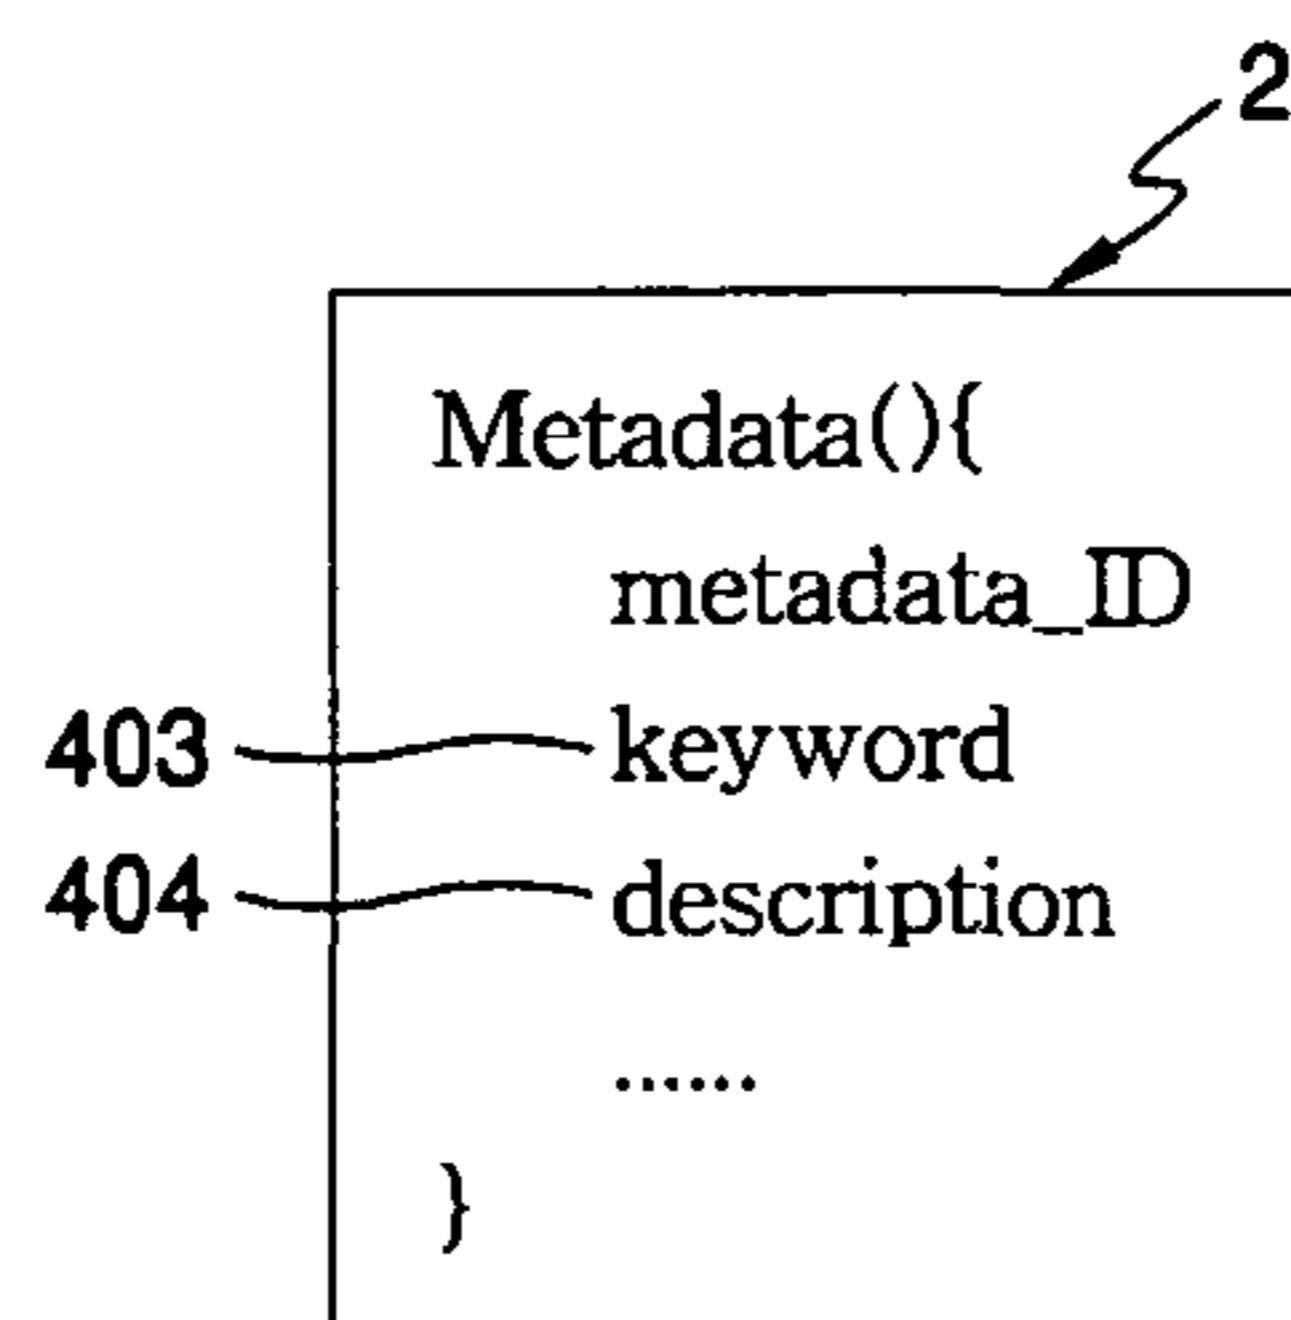 2
Metadata(){
metadata_ID
403 keyword
404 description
......
}